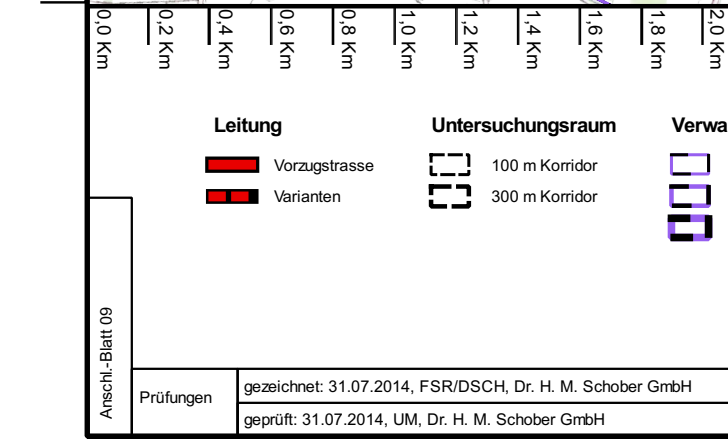 0,0 Km
0,2 Km
0,4 Km
0,6 Km
0,8 Km
1,0 Km
1,2 Km
1,4 Km
1,6 Km
1,8 Km
2,0 Km
Leitung
Vorzugstrasse
Varianten
Untersuchungsraum
100 m Korridor
300 m Korridor
Verwa
Anschl.-Blatt 09
Prüfungen
gezeichnet: 31.07.2014, FSR/DSCH, Dr. H. M. Schober GmbH
geprüft: 31.07.2014, UM, Dr. H. M. Schober GmbH